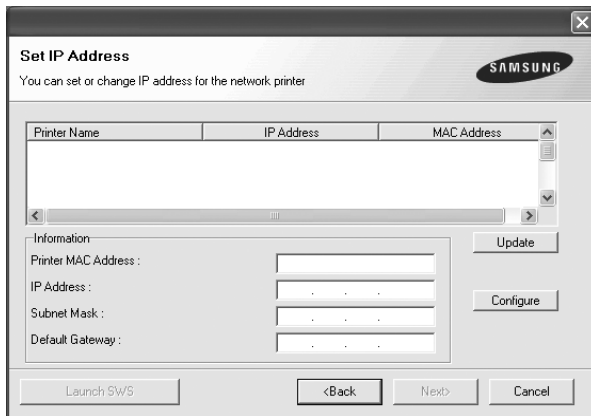 Set IP Address
You can set or change IP address for the network printer
SAMSUNG
Printer Name IP Address MAC Address
Information
Update
Printer MAC Address :
IP Address : . . .
Configure
Subnet Mask : . . .
Default Gateway : . . .
Launch SWS <Back Next> Cancel